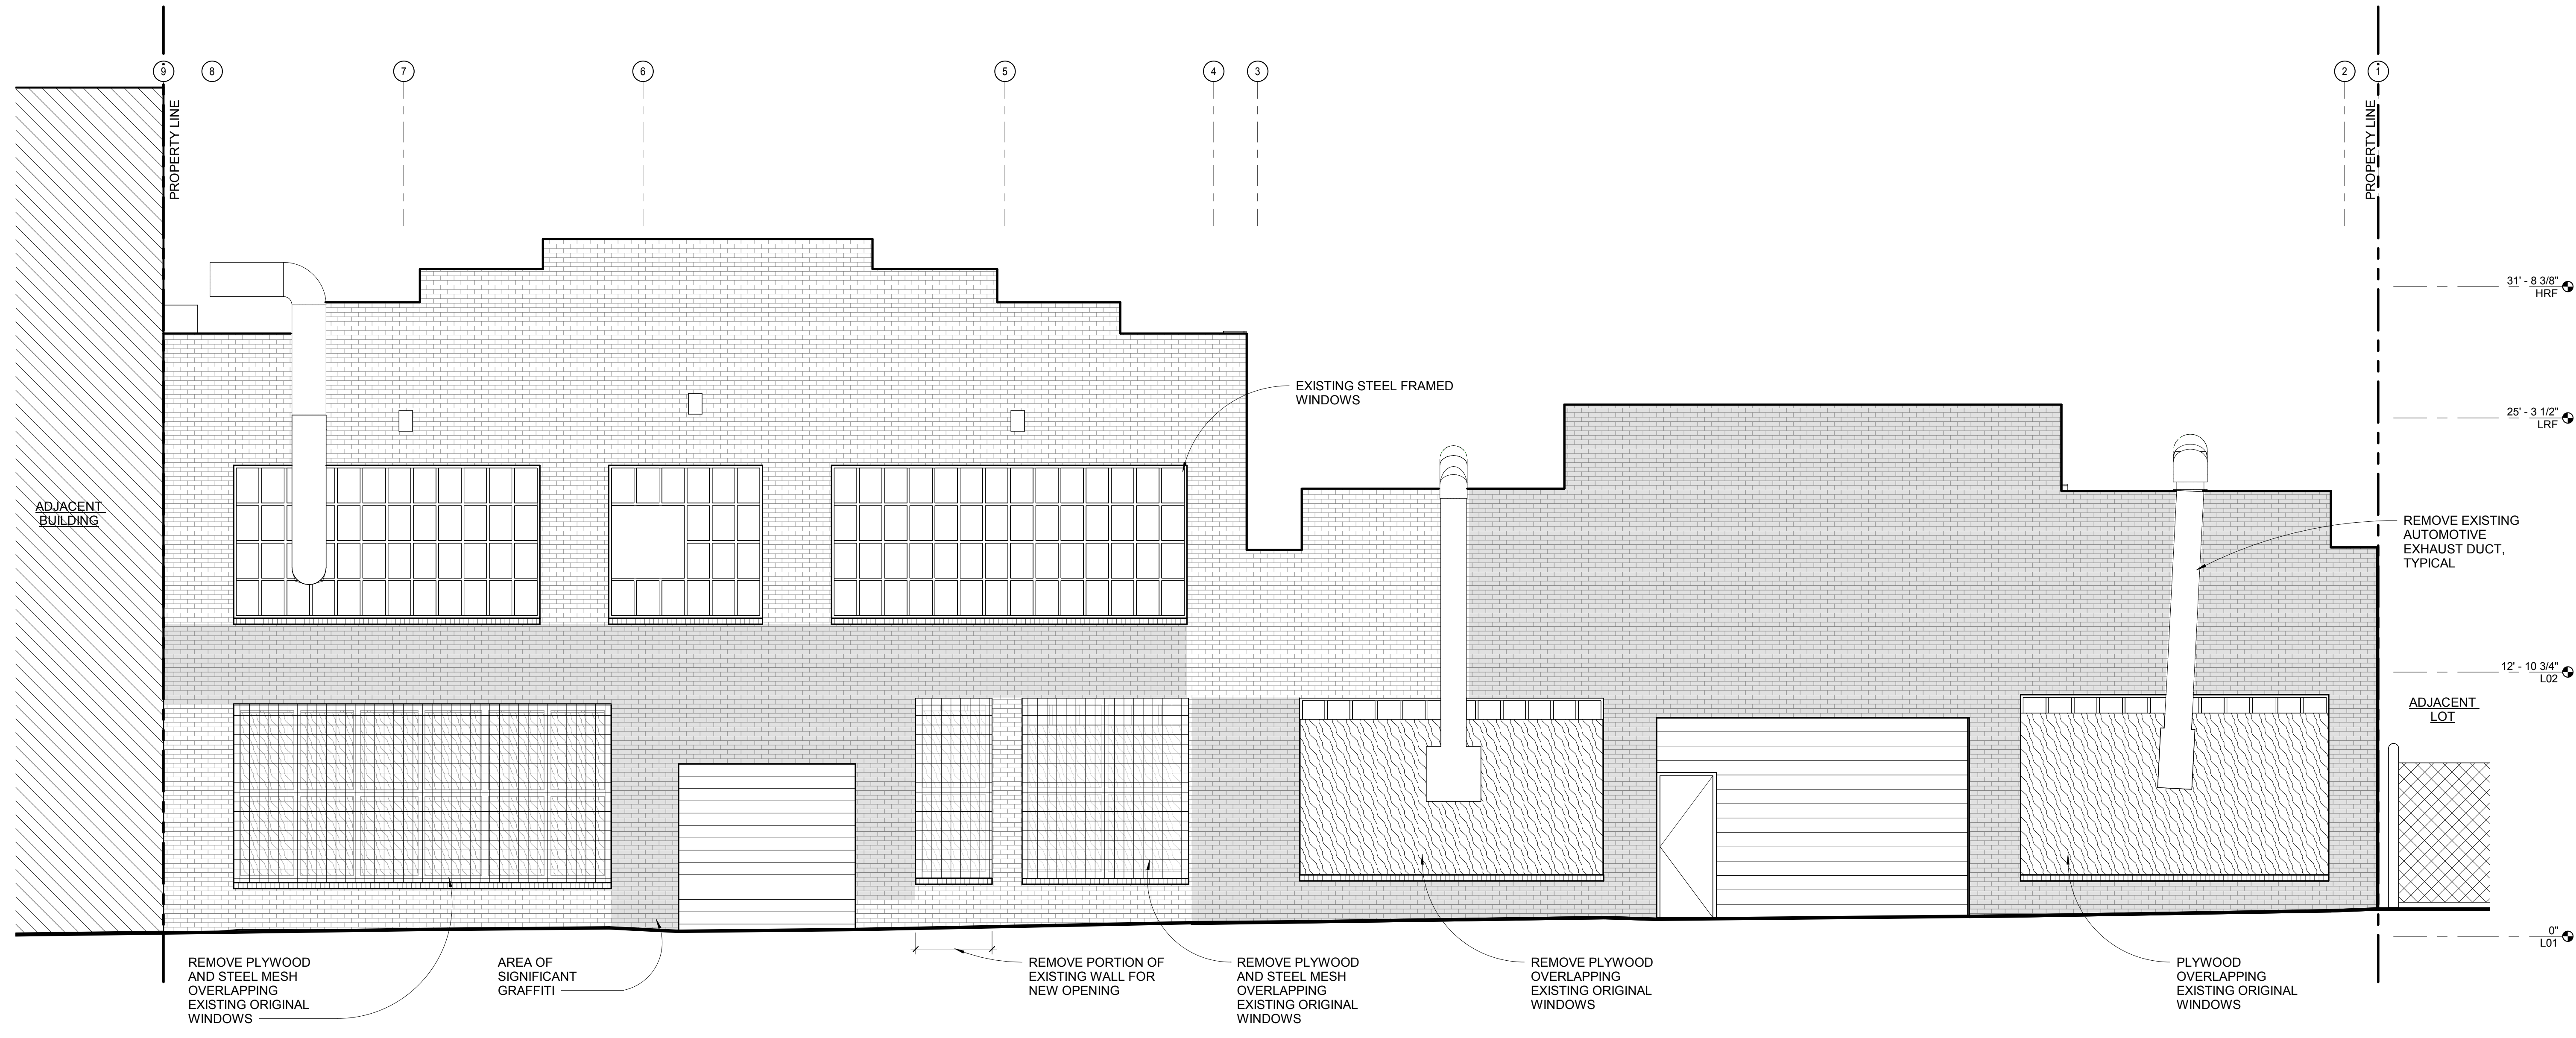 9
8
7
6
5
4
3
2
1
PROPERTY LINE
PROPERTY LINE
31' - 8 3/8"
HRF
EXISTING STEEL FRAMED
WINDOWS
25' - 3 1/2"
LRF
ADJACENT
BUILDING
REMOVE EXISTING
AUTOMOTIVE
EXHAUST DUCT,
TYPICAL
12' - 10 3/4"
L02
ADJACENT
LOT
0"
L01
REMOVE PLYWOOD
AND STEEL MESH
OVERLAPPING
EXISTING ORIGINAL
WINDOWS
AREA OF
SIGNIFICANT
GRAFFITI
REMOVE PORTION OF
EXISTING WALL FOR
NEW OPENING
REMOVE PLYWOOD
AND STEEL MESH
OVERLAPPING
EXISTING ORIGINAL
WINDOWS
REMOVE PLYWOOD
OVERLAPPING
EXISTING ORIGINAL
WINDOWS
PLYWOOD
OVERLAPPING
EXISTING ORIGINAL
WINDOWS